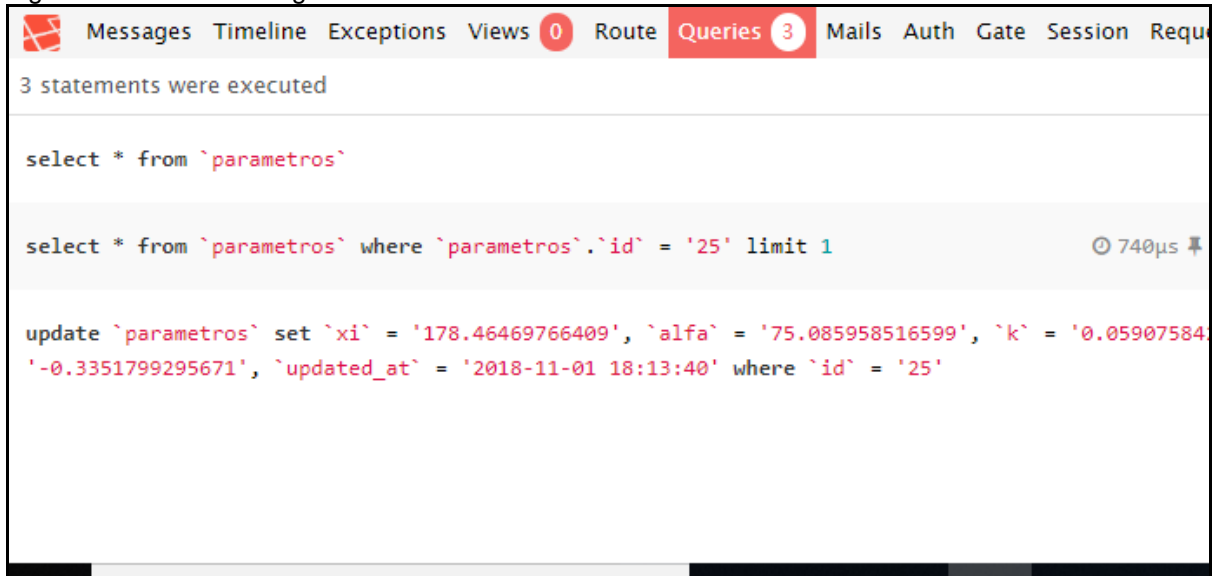 Messages Timeline Exceptions Views 0 Route Queries 3 Mails Auth Gate Session
3 statements were executed
select * from `parametros`
select * from `parametros` where `parametros`.`id` = '25' limit 1 740µs
update `parametros` set `xi` = '178.46469766409', `alfa` = '75.085958516599', `k` = '0.05907584
'-0.3351799295671', `updated_at` = '2018-11-01 18:13:40' where `id` = '25'